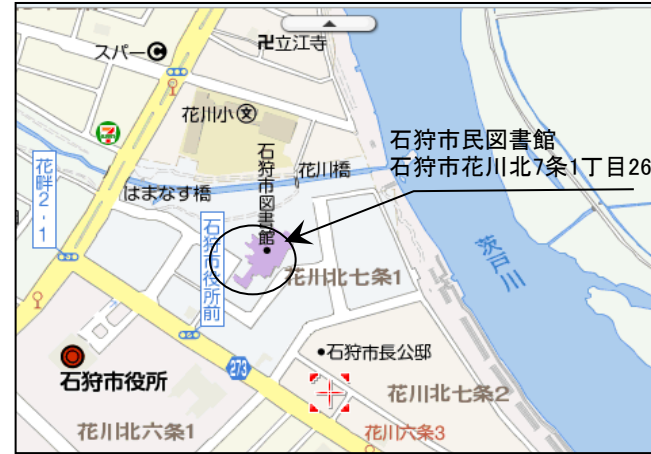 スパー
卍立江寺
花川小文
石狩市民図書館
石狩市花川北7条1丁目26
花川橋
石狩市図書館
はまなす橋
花畔2-1
石狩市役所前
茨戸川
花川北七条1
273
石狩市長公邸
石狩市役所
花川北七条2
花川北六条1
花川六条3